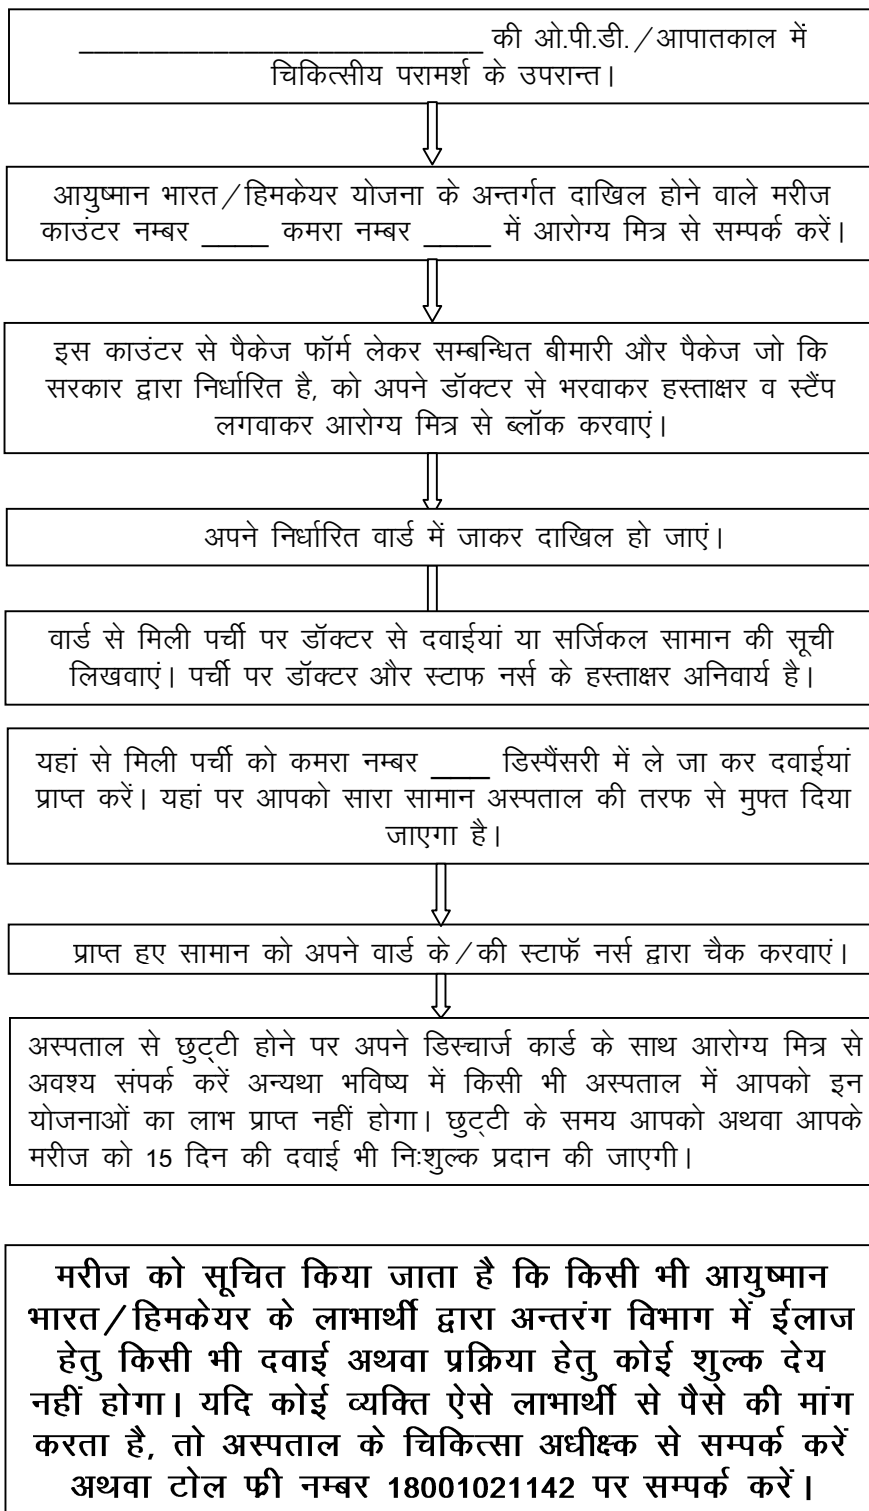 ___________________________ की ओ.पी.डी./आपातकाल में
चिकित्सीय परामर्श के उपरान्त।
आयुष्मान भारत/हिमकेयर योजना के अन्तर्गत दाखिल होने वाले मरीज
काउंटर नम्बर ____ कमरा नम्बर ____ में आरोग्य मित्र से सम्पर्क करें।
इस काउंटर से पैकेज फॉर्म लेकर सम्बन्धित बीमारी और पैकेज जो कि
सरकार द्वारा निर्धारित है, को अपने डॉक्टर से भरवाकर हस्ताक्षर व स्टैंप
लगवाकर आरोग्य मित्र से ब्लॉक करवाएं।
अपने निर्धारित वार्ड में जाकर दाखिल हो जाएं।
वार्ड से मिली पर्ची पर डॉक्टर से दवाईयां या सर्जिकल सामान की सूची
लिखवाएं। पर्ची पर डॉक्टर और स्टाफ नर्स के हस्ताक्षर अनिवार्य है।
यहां से मिली पर्ची को कमरा नम्बर ____ डिस्पैंसरी में ले जा कर दवाईयां
प्राप्त करें। यहां पर आपको सारा सामान अस्पताल की तरफ से मुफ्त दिया
जाएगा है।
प्राप्त हुए सामान को अपने वार्ड के/की स्टाफॅ नर्स द्वारा चैक करवाएं।
अस्पताल से छुट्टी होने पर अपने डिस्चार्ज कार्ड के साथ आरोग्य मित्र से
अवश्य संपर्क करें अन्यथा भविष्य में किसी भी अस्पताल में आपको इन
योजनाओं का लाभ प्राप्त नहीं होगा। छुट्टी के समय आपको अथवा आपके
मरीज को 15 दिन की दवाई भी निःशुल्क प्रदान की जाएगी।
मरीज को सूचित किया जाता है कि किसी भी आयुष्मान
भारत/हिमकेयर के लाभार्थी द्वारा अन्तरंग विभाग में ईलाज
हेतु किसी भी दवाई अथवा प्रक्रिया हेतु कोई शुल्क देय
नहीं होगा। यदि कोई व्यक्ति ऐसे लाभार्थी से पैसे की मांग
करता है, तो अस्पताल के चिकित्सा अधीक्ष्क से सम्पर्क करें
अथवा टोल फ्री नम्बर 18001021142 पर सम्पर्क करें।